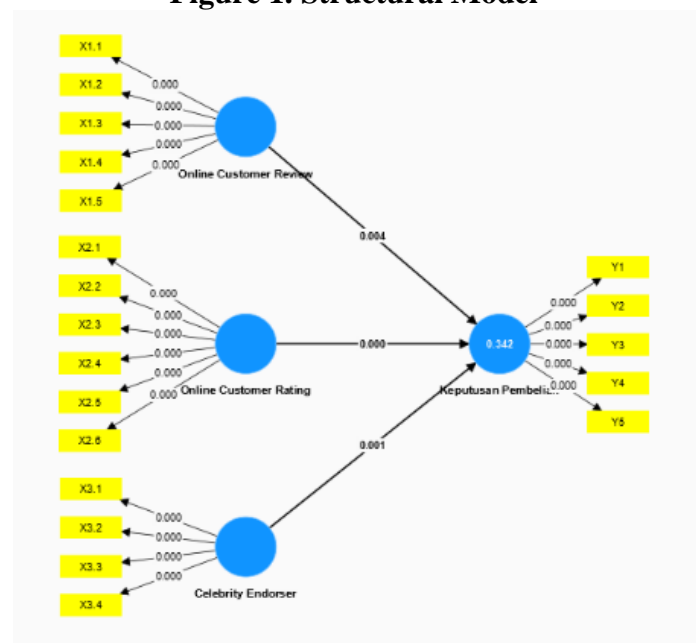 Figure 1. Structural Model
X1.1
X1.2
X1.3
X1.4
X1.5
0.000
0.000
0.000
0.000
0.000
Online Customer Review
0.004
X2.1
X2.2
X2.3
X2.4
X2.5
X2.6
0.000
0.000
0.000
0.000
0.000
0.000
Online Customer Rating
0.000
X3.1
X3.2
X3.3
X3.4
0.000
0.000
0.000
0.000
Celebrity Endorser
0.001
0.342
Keputusan Pembeli...
0.000
0.000
0.000
0.000
0.000
Y1
Y2
Y3
Y4
Y5